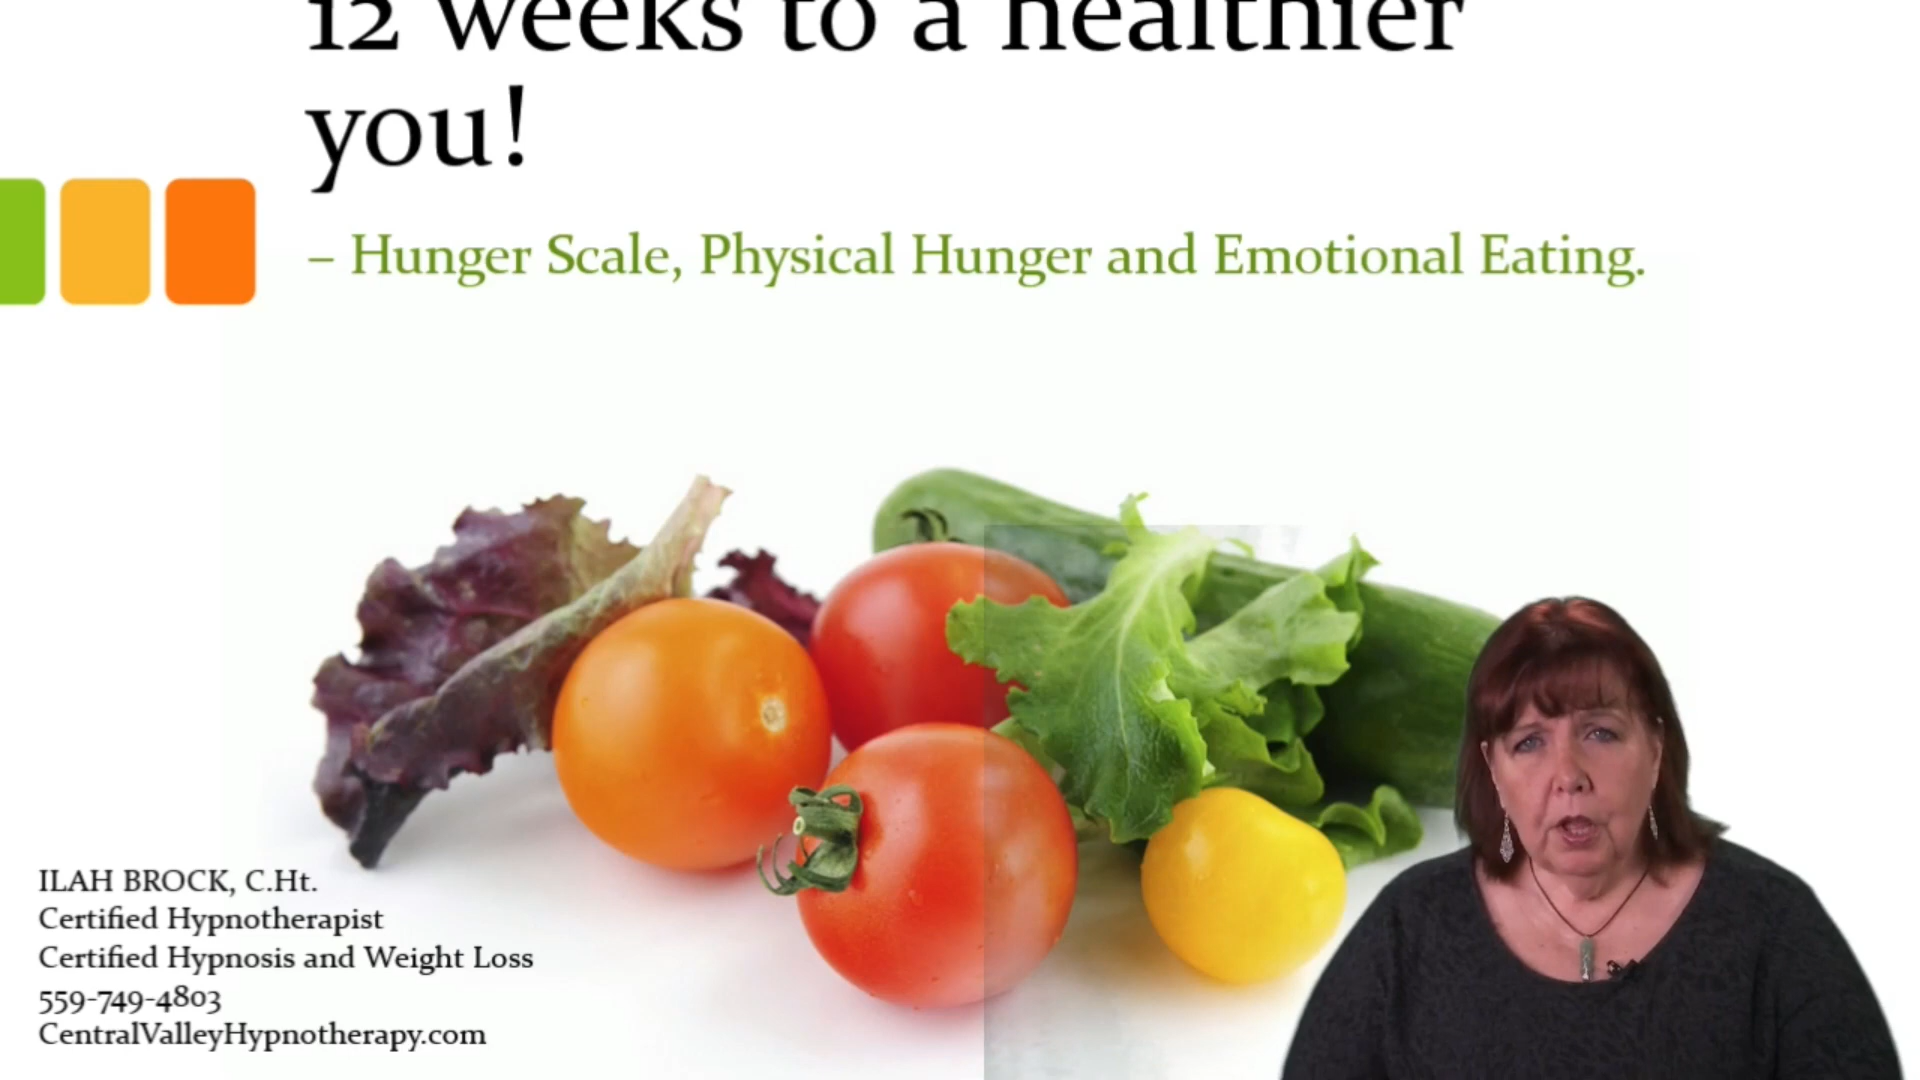 12 weeks to a healthier
you!
– Hunger Scale, Physical Hunger and Emotional Eating.
ILAH BROCK, C.Ht.
Certified Hypnotherapist
Certified Hypnosis and Weight Loss
559-749-4803
CentralValleyHypnotherapy.com